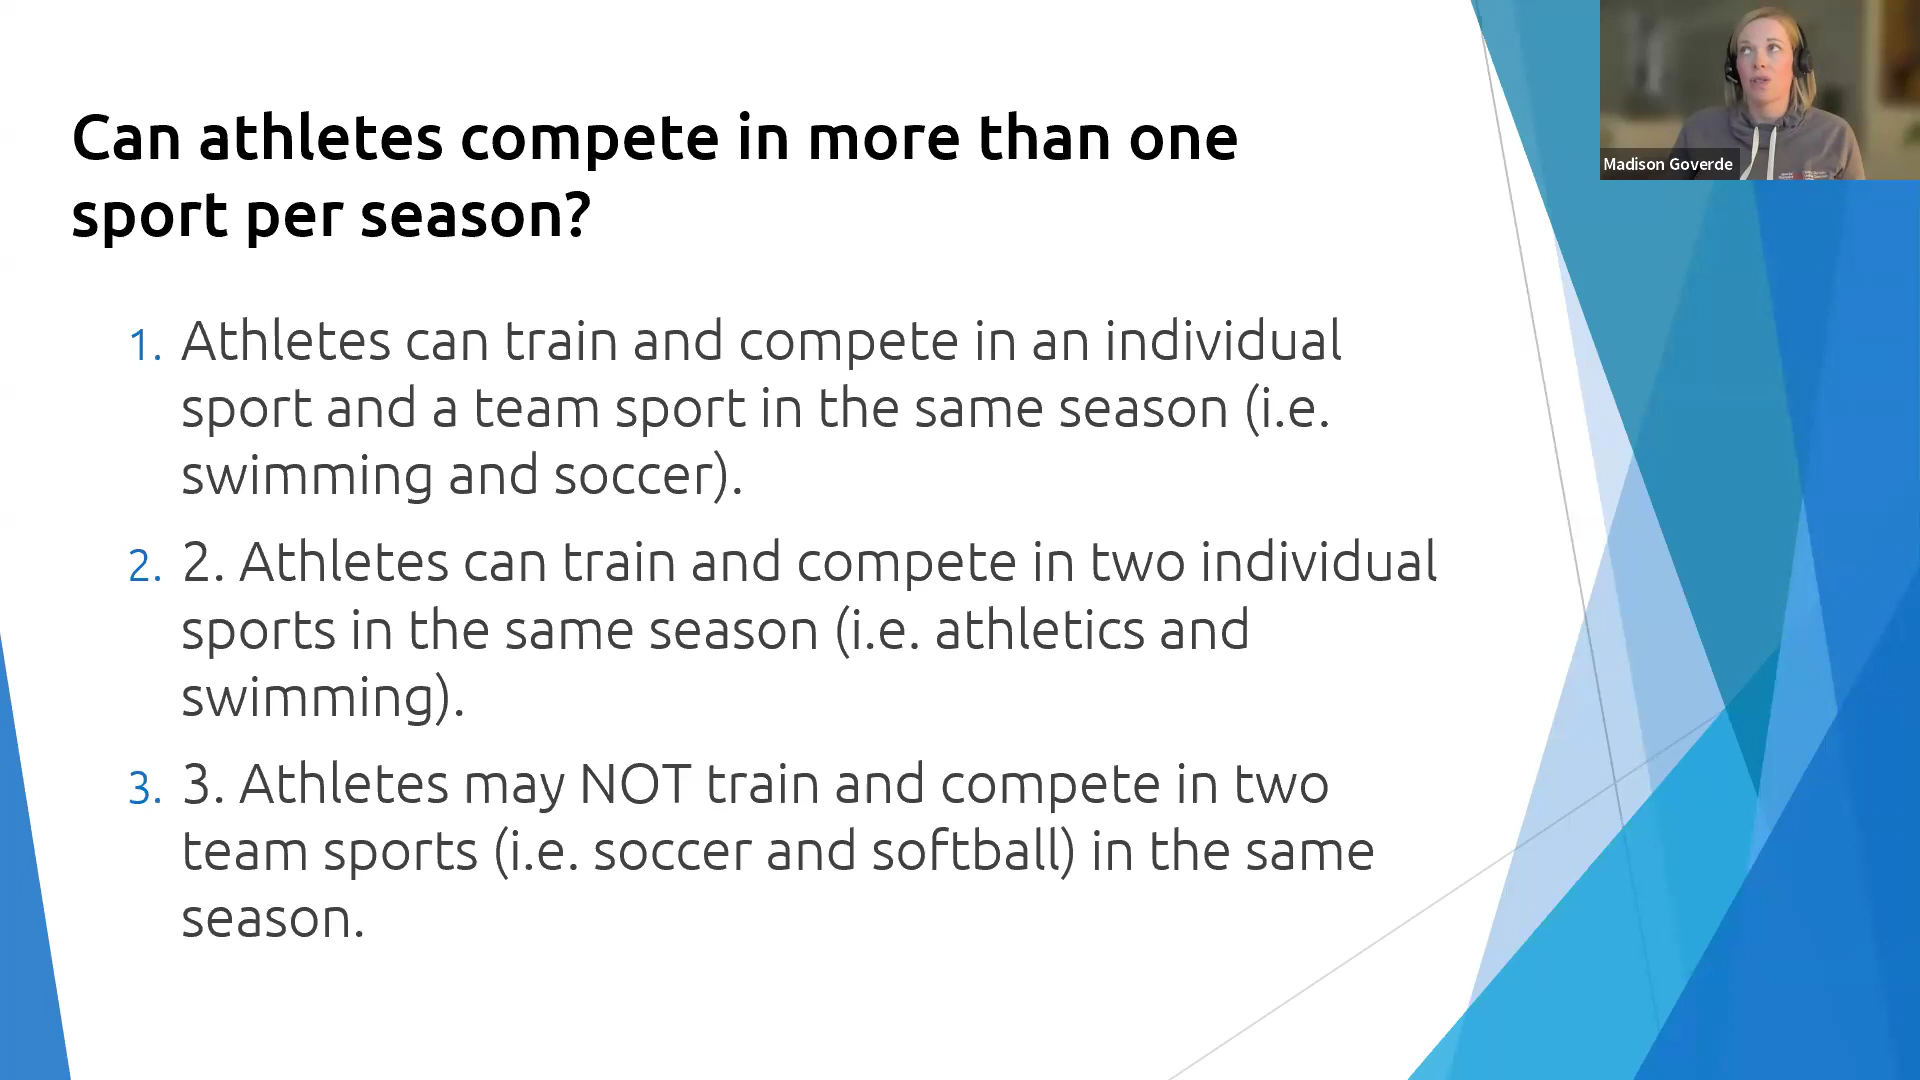 Can athletes compete in more than one
sport per season?
Madison Goverde
1. Athletes can train and compete in an individual
sport and a team sport in the same season (i.e.
swimming and soccer).
2. 2. Athletes can train and compete in two individual
sports in the same season (i.e. athletics and
swimming).
3. 3. Athletes may NOT train and compete in two
team sports (i.e. soccer and softball) in the same
season.